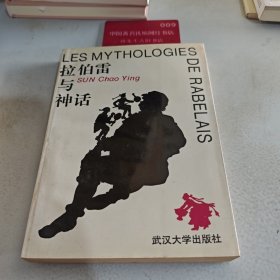 009
LES MYTHOLOGIES
DE RABELAIS
拉伯雷
SUN Chao Ying
与
神话
武汉大学出版社